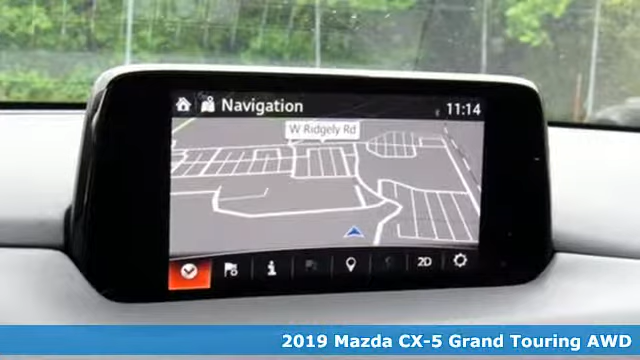 Navigation
11:14
W Ridgely Rd
2D
2019 Mazda CX-5 Grand Touring AWD